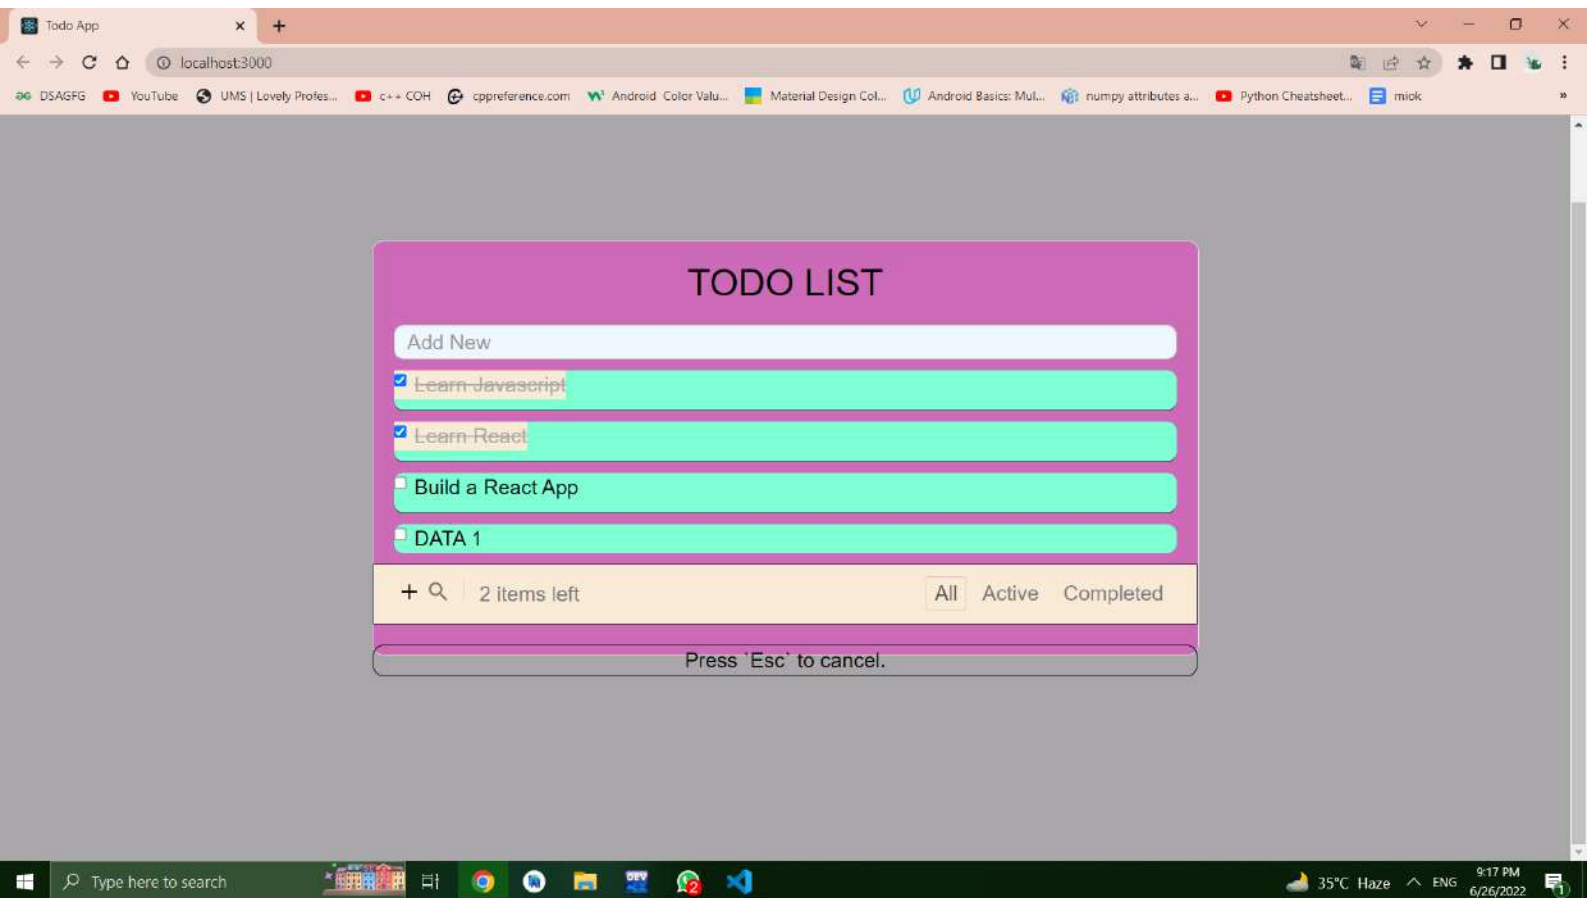 Todo App
localhost:3000
DSAGFG YouTube UMS | Lovely Profes... c++ COH cppreference.com Android Color Valu... Material Design Col... Android Basics: Mul... numpy attributes a... Python Cheatsheet... miok »
TODO LIST
Add New
Learn Javascript
Learn React
Build a React App
DATA 1
2 items left All Active Completed
Press `Esc` to cancel.
Type here to search DEV 2 35°C Haze ENG 9:17 PM
6/26/2022 1